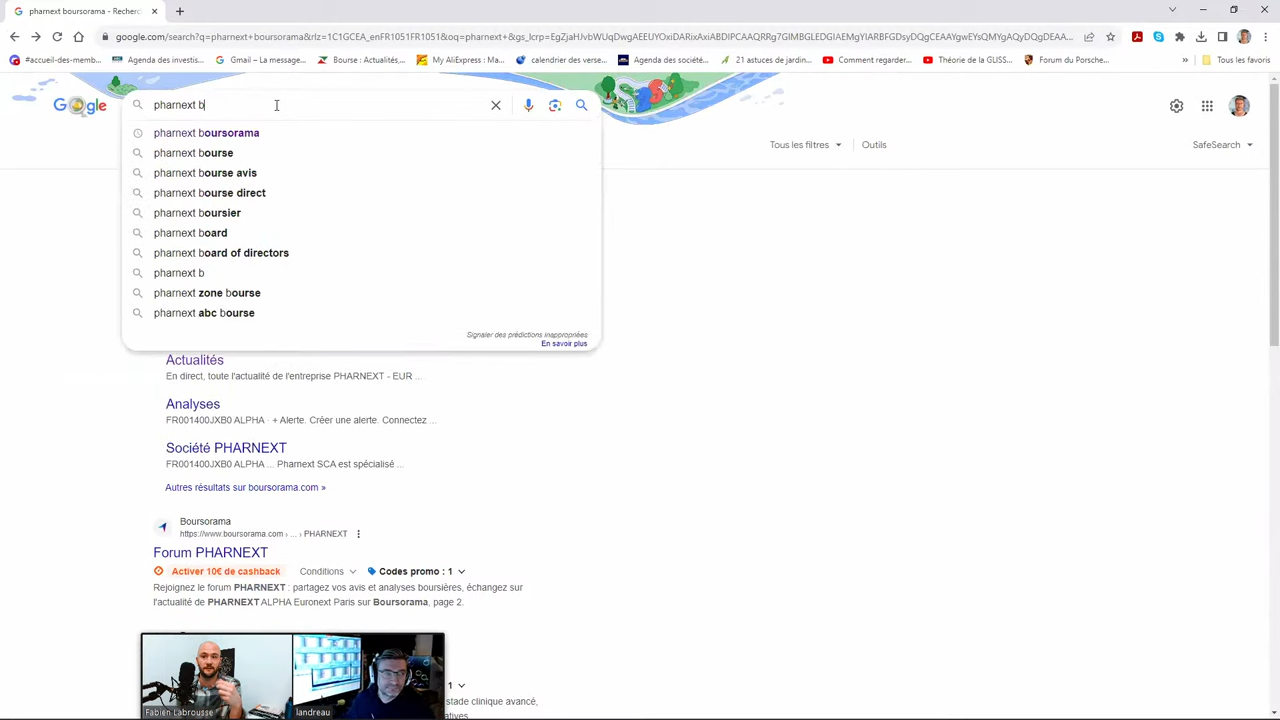 pharnext boursorama - Recher
google.com/search?q=pharnext+boursorama&rlz=1C1GCEA_enFR1051FR1051&oq=pharnext+&gs_lcrp=
#accueil-des-memb...
Agenda des investis...
Gmail – La message...
Bourse : Actualités,...
My AliExpress : Ma...
calendrier des verse...
Agenda des société...
21 astuces de jardin...
Comment regarder...
Théorie de la GLISS...
Forum du Porsche...
»
Tous les favoris
Google
pharnext b
pharnext boursorama
pharnext bourse
pharnext bourse avis
pharnext bourse direct
pharnext boursier
pharnext board
pharnext board of directors
pharnext b
pharnext zone bourse
pharnext abc bourse
Signaler des prédictions inappropriées
En savoir plus
Tous les filtres
Outils
SafeSearch
Actualités
En direct, toute l'actualité de l'entreprise PHARNEXT - EUR ...
Analyses
FR001400JXB0 ALPHA · + Alerte. Créer une alerte. Connectez ...
Société PHARNEXT
FR001400JXB0 ALPHA ... Pharnext SCA est spécialisé ...
Autres résultats sur boursorama.com »
Boursorama
https://www.boursorama.com › ... › PHARNEXT
Forum PHARNEXT
Activer 10€ de cashback Conditions Codes promo : 1
Rejoignez le forum PHARNEXT : partagez vos avis et analyses boursières, échangez sur
l'actualité de PHARNEXT ALPHA Euronext Paris sur Boursorama, page 2.
1
stade clinique avancé,
atives.
Fabien Labrousse
landreau